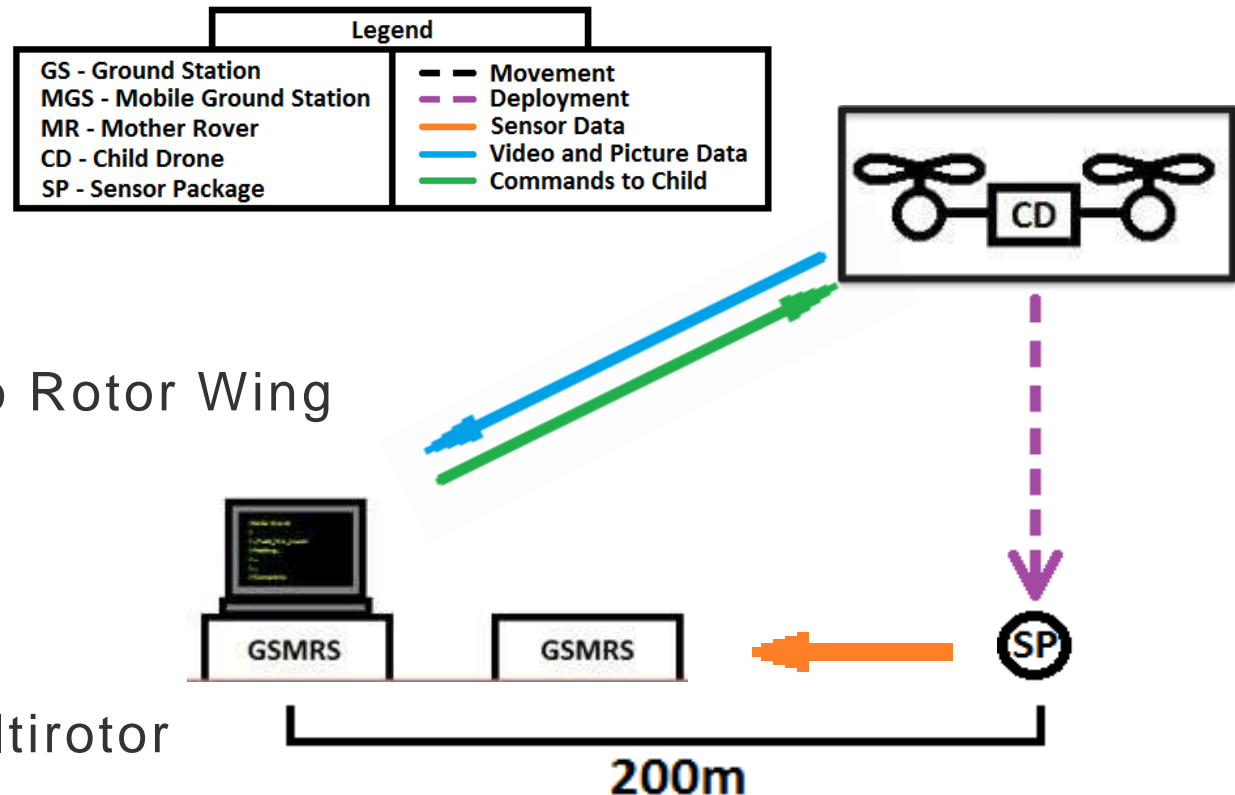 Legend
GS - Ground Station
MGS - Mobile Ground Station
MR - Mother Rover
CD - Child Drone
SP - Sensor Package
Movement
Deployment
Sensor Data
Video and Picture Data
Commands to Child
CD
Rotor Wing
GSMRS
GSMRS
SP
ltirotor
200m